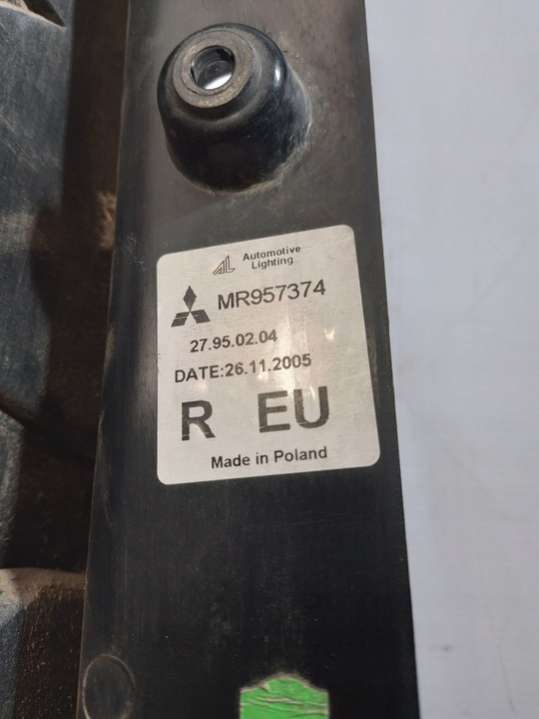 Automotive
Lighting
MR957374
27.95.02.04
DATE:26.11.2005
R EU
Made in Poland